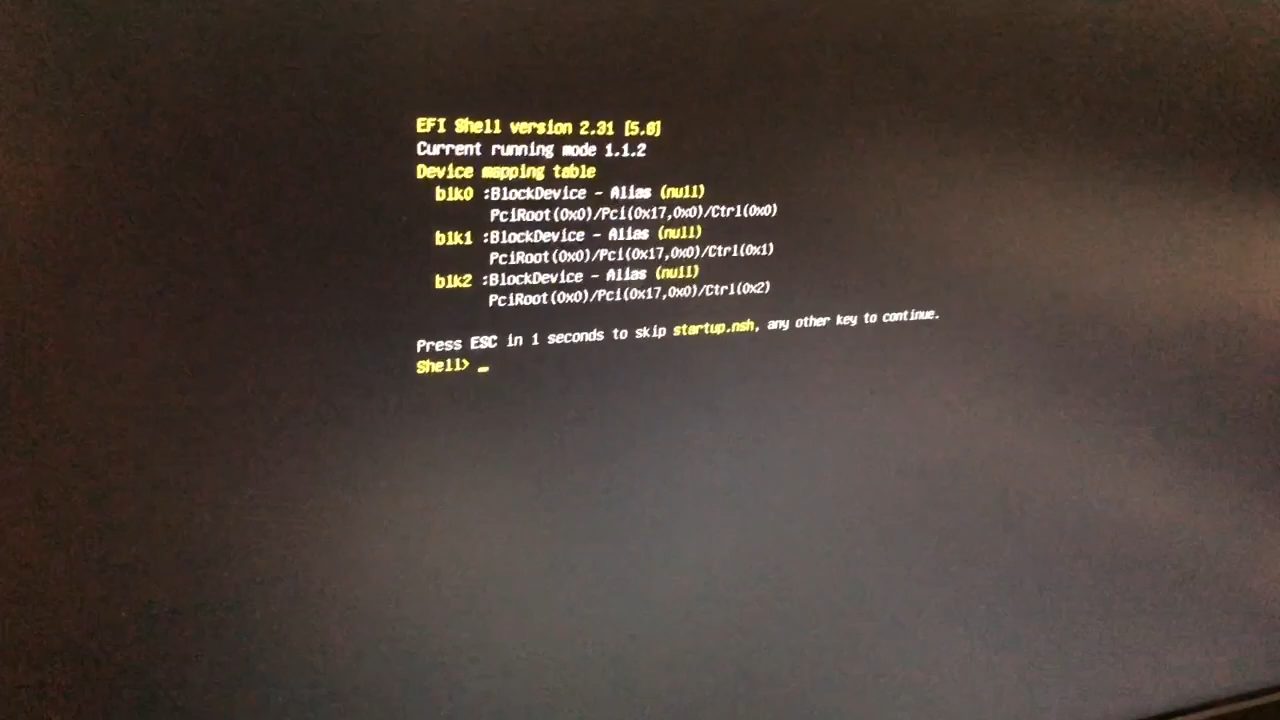 EFI Shell version 2.31 [5.0]
Current running mode 1.1.2
Device mapping table
blk0 :BlockDevice - Alias (null)
PciRoot(0x0)/Pci(0x17,0x0)/Ctrl(0x0)
blk1 :BlockDevice - Alias (null)
PciRoot(0x0)/Pci(0x17,0x0)/Ctrl(0x1)
blk2 :BlockDevice - Alias (null)
PciRoot(0x0)/Pci(0x17,0x0)/Ctrl(0x2)
Press ESC in 1 seconds to skip startup.nsh, any other key to continue.
Shell> _